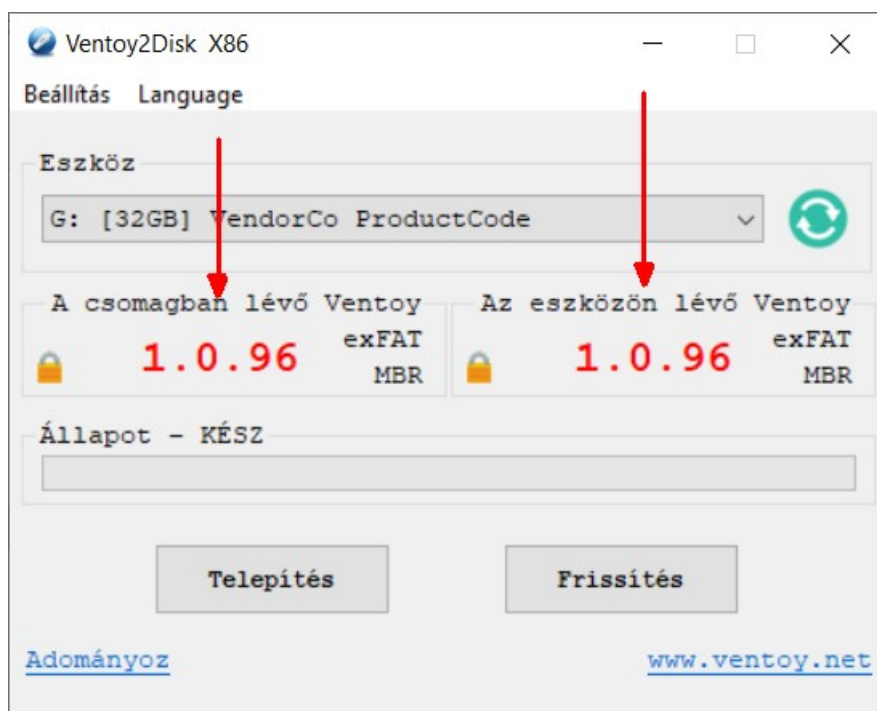 Ventoy2Disk X86
Beállítás Language
Eszköz
G: [32GB] VendorCo ProductCode
A csomagban lévő Ventoy
1.0.96
exFAT
MBR
Az eszközön lévő Ventoy
1.0.96
exFAT
MBR
Állapot - KÉSZ
Telepítés
Frissítés
Adományoz
www.ventoy.net